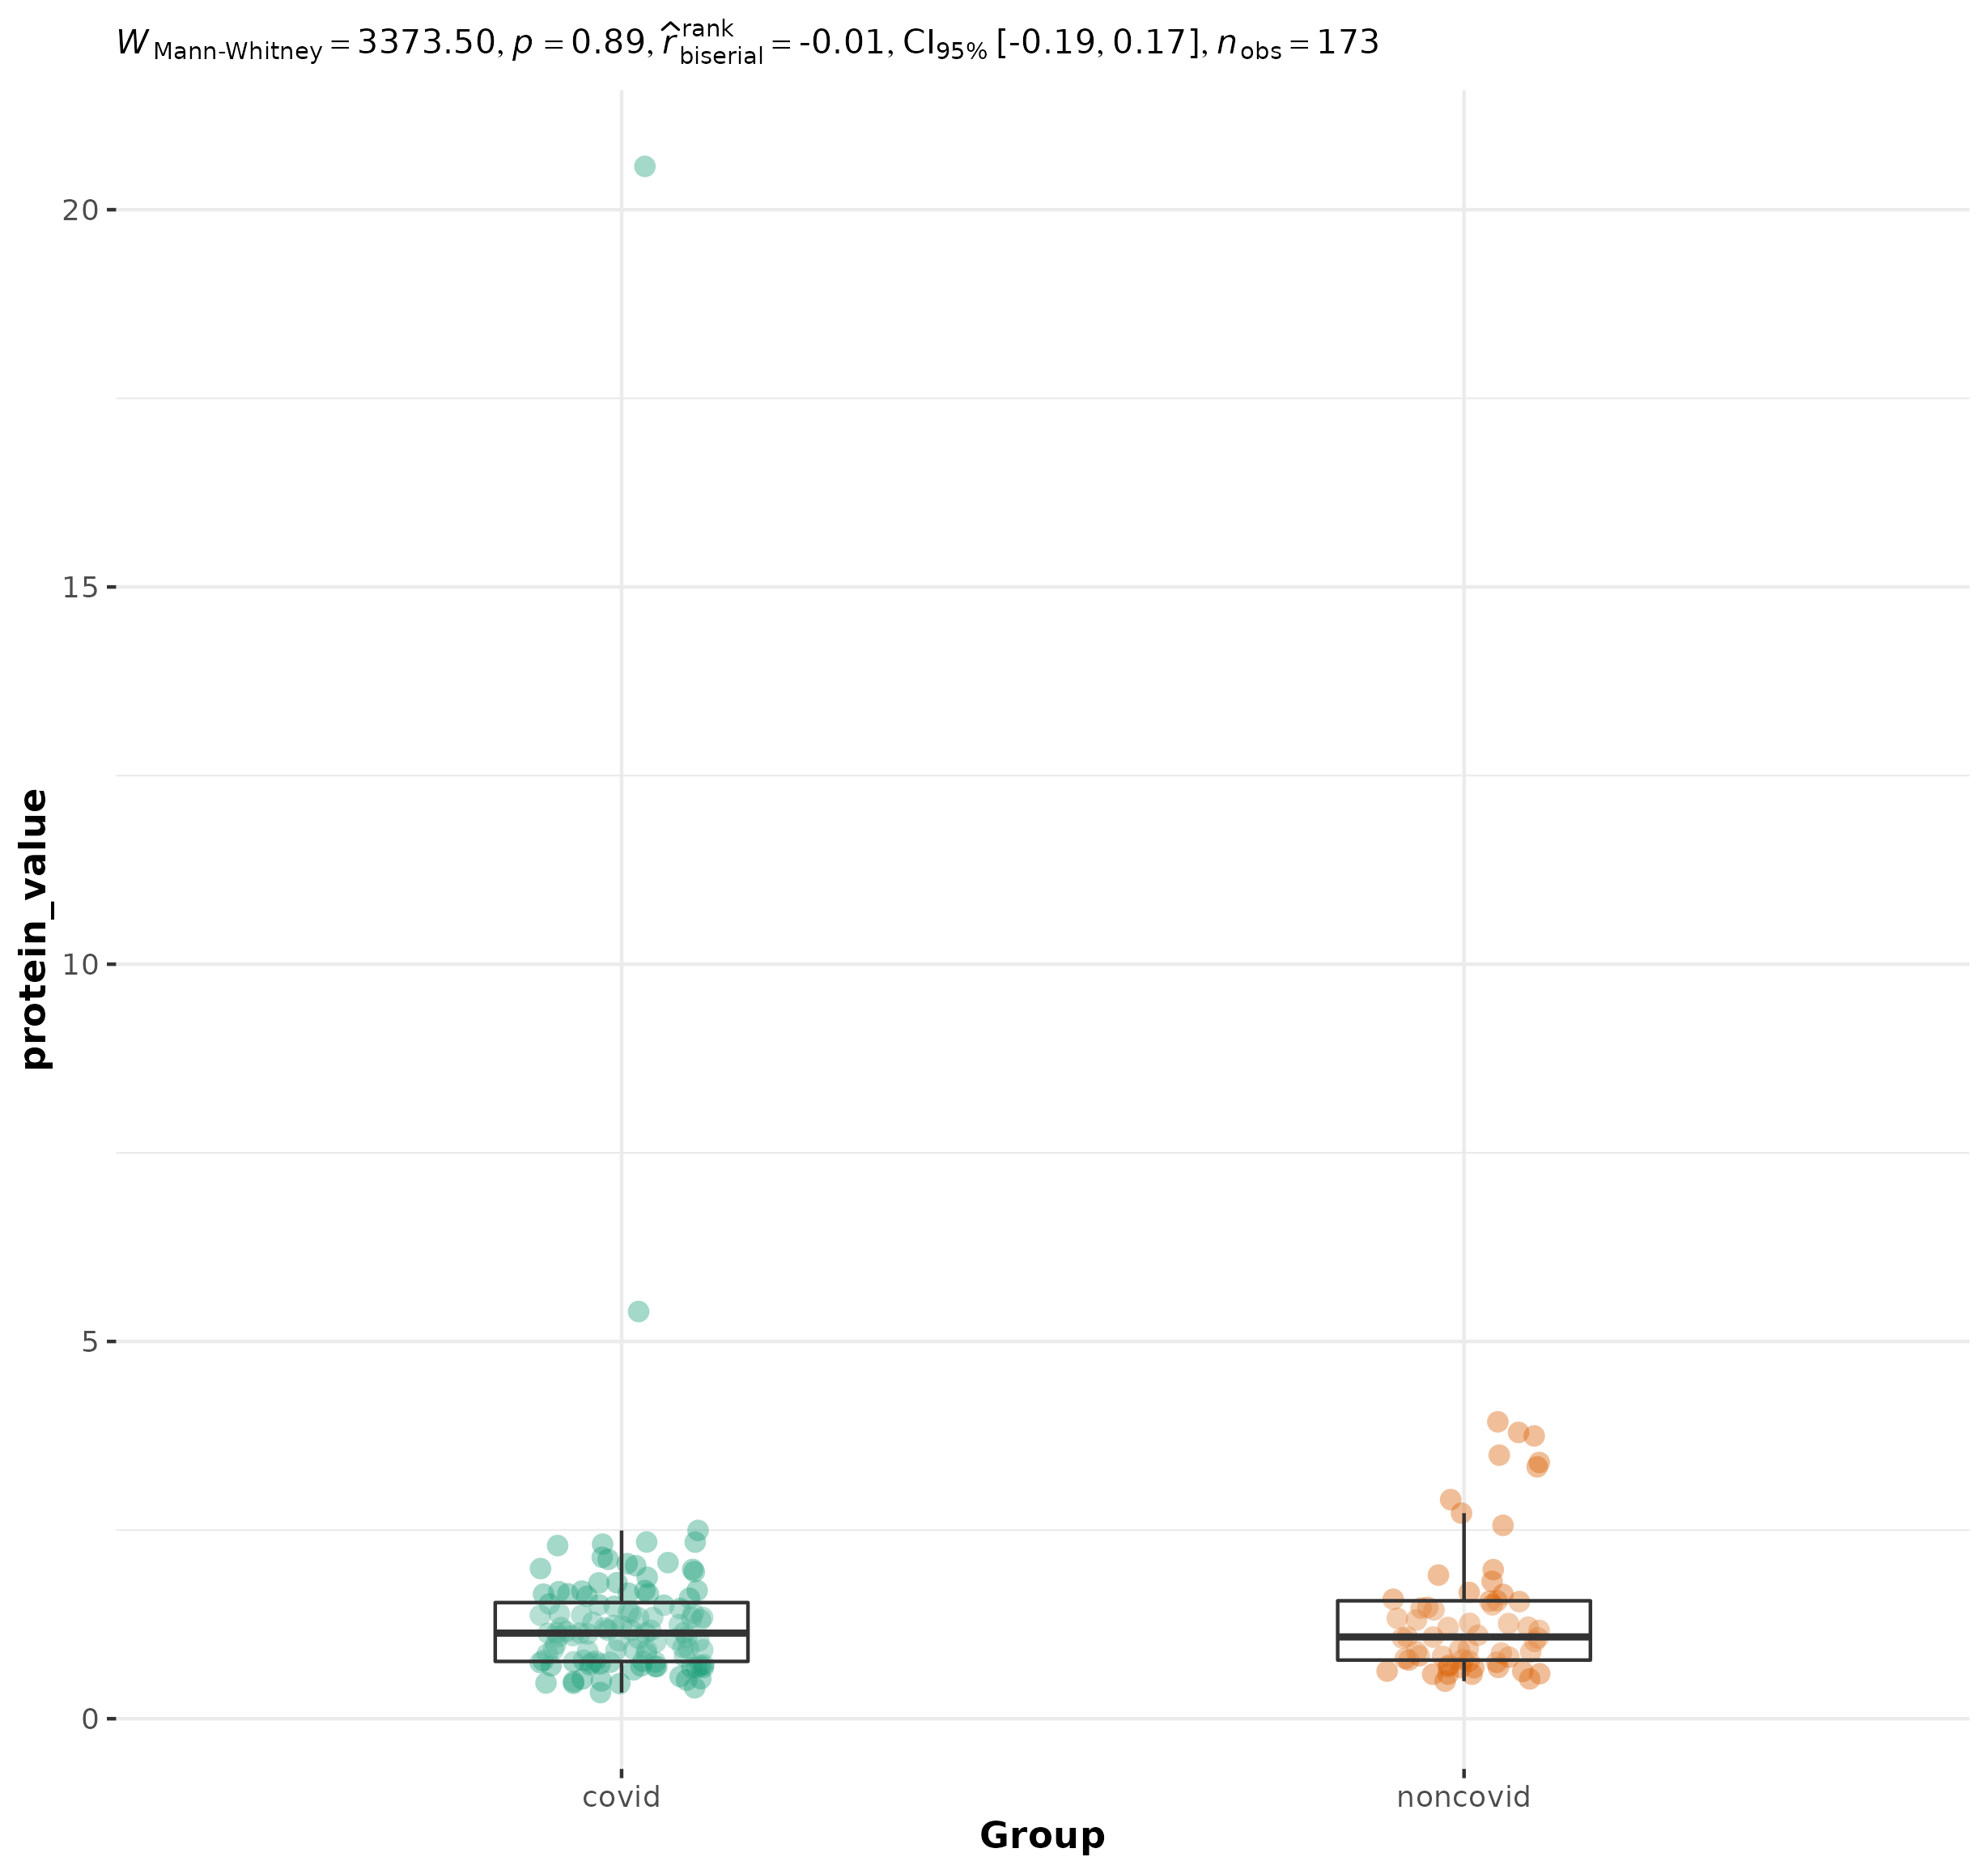 W Mann-Whitney = 3373.50, p = 0.89, r̂ rank biserial = -0.01, CI95% [-0.19, 0.17], n obs = 173
20
15
10
5
0
protein_value
covid noncovid
Group